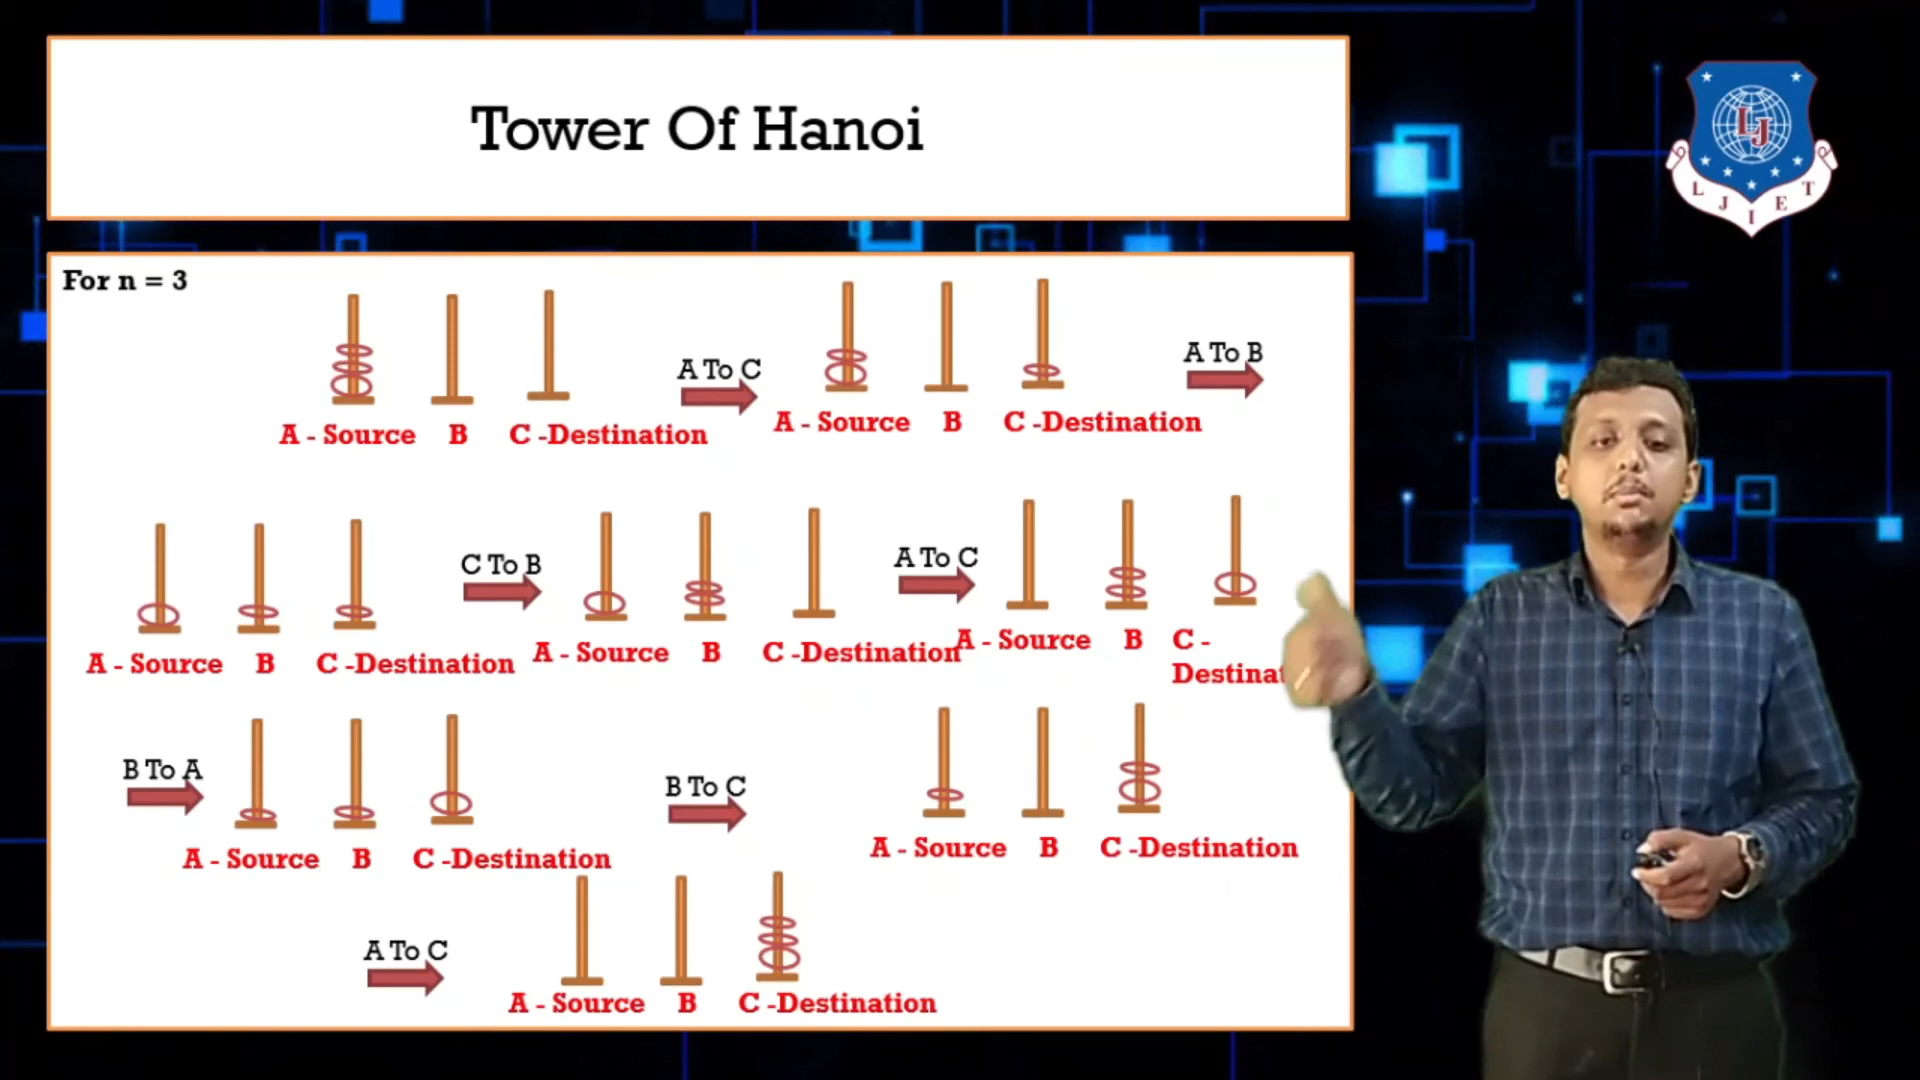 Tower Of Hanoi
L J
L J I E T
For n = 3
A To C
A To B
A - Source B C -Destination
A - Source B C -Destination
C To B
A To C
A - Source B C -Destination
A - Source B C -Destination
A - Source B C -
Destinat
B To A
B To C
A - Source B C -Destination
A - Source B C -Destination
A To C
A - Source B C -Destination